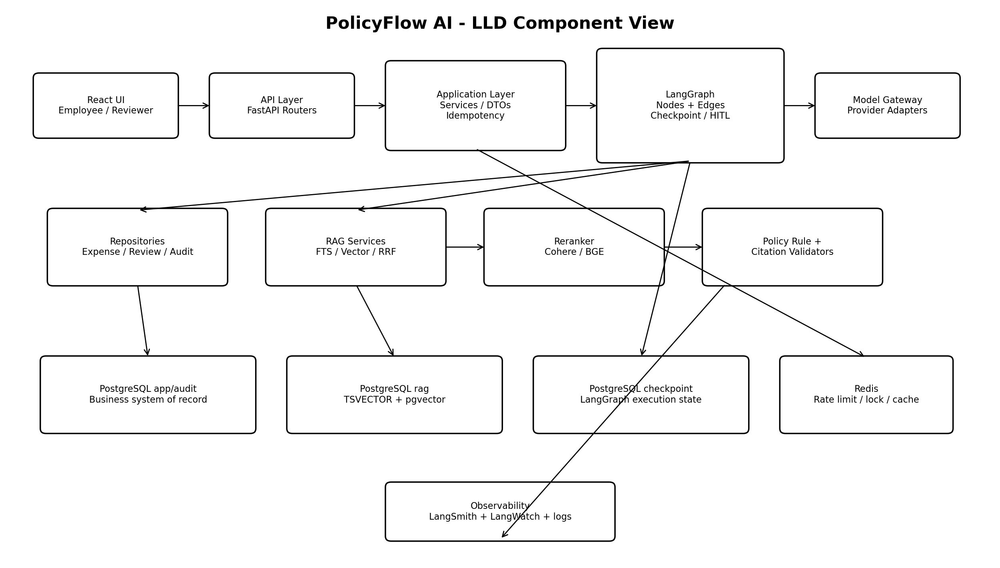 PolicyFlow AI - LLD Component View
React UI
Employee / Reviewer
API Layer
FastAPI Routers
Application Layer
Services / DTOs
Idempotency
LangGraph
Nodes + Edges
Checkpoint / HITL
Model Gateway
Provider Adapters
Repositories
Expense / Review / Audit
RAG Services
FTS / Vector / RRF
Reranker
Cohere / BGE
Policy Rule +
Citation Validators
PostgreSQL app/audit
Business system of record
PostgreSQL rag
TSVECTOR + pgvector
PostgreSQL checkpoint
LangGraph execution state
Redis
Rate limit / lock / cache
Observability
LangSmith + LangWatch + logs